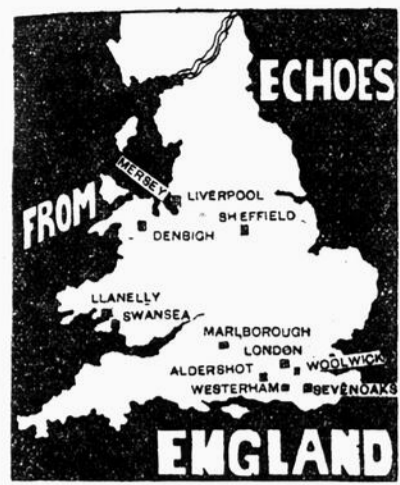 ECHOES
MERSEY
FROM
LIVERPOOL
SHEFFIELD
DENBIGH
LLANELLY
SWANSEA
MARLBOROUGH
LONDON
ALDERSHOT
WOOLWICK
WESTERHAM
SEVENOAKS
ENGLAND